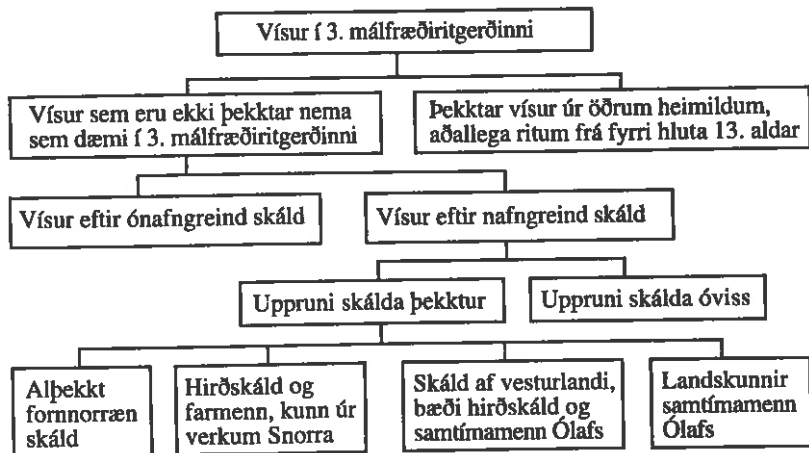 Vísur í 3. málfræðiritgerðinni
Vísur sem eru ekki þekktar nema
sem dæmi í 3. málfræðiritgerðinni
Þekktar vísur úr öðrum heimildum,
aðallega ritum frá fyrri hluta 13. aldar
Vísur eftir ónafngreind skáld
Vísur eftir nafngreind skáld
Uppruni skálda þekktur
Uppruni skálda óviss
Alþekkt
fornnorræn
skáld
Hirðskáld og
farmenn, kunn úr
verkum Snorra
Skáld af vesturlandi,
bæði hirðskáld og
samtímamenn Ólafs
Landskunnir
samtímamenn
Ólafs